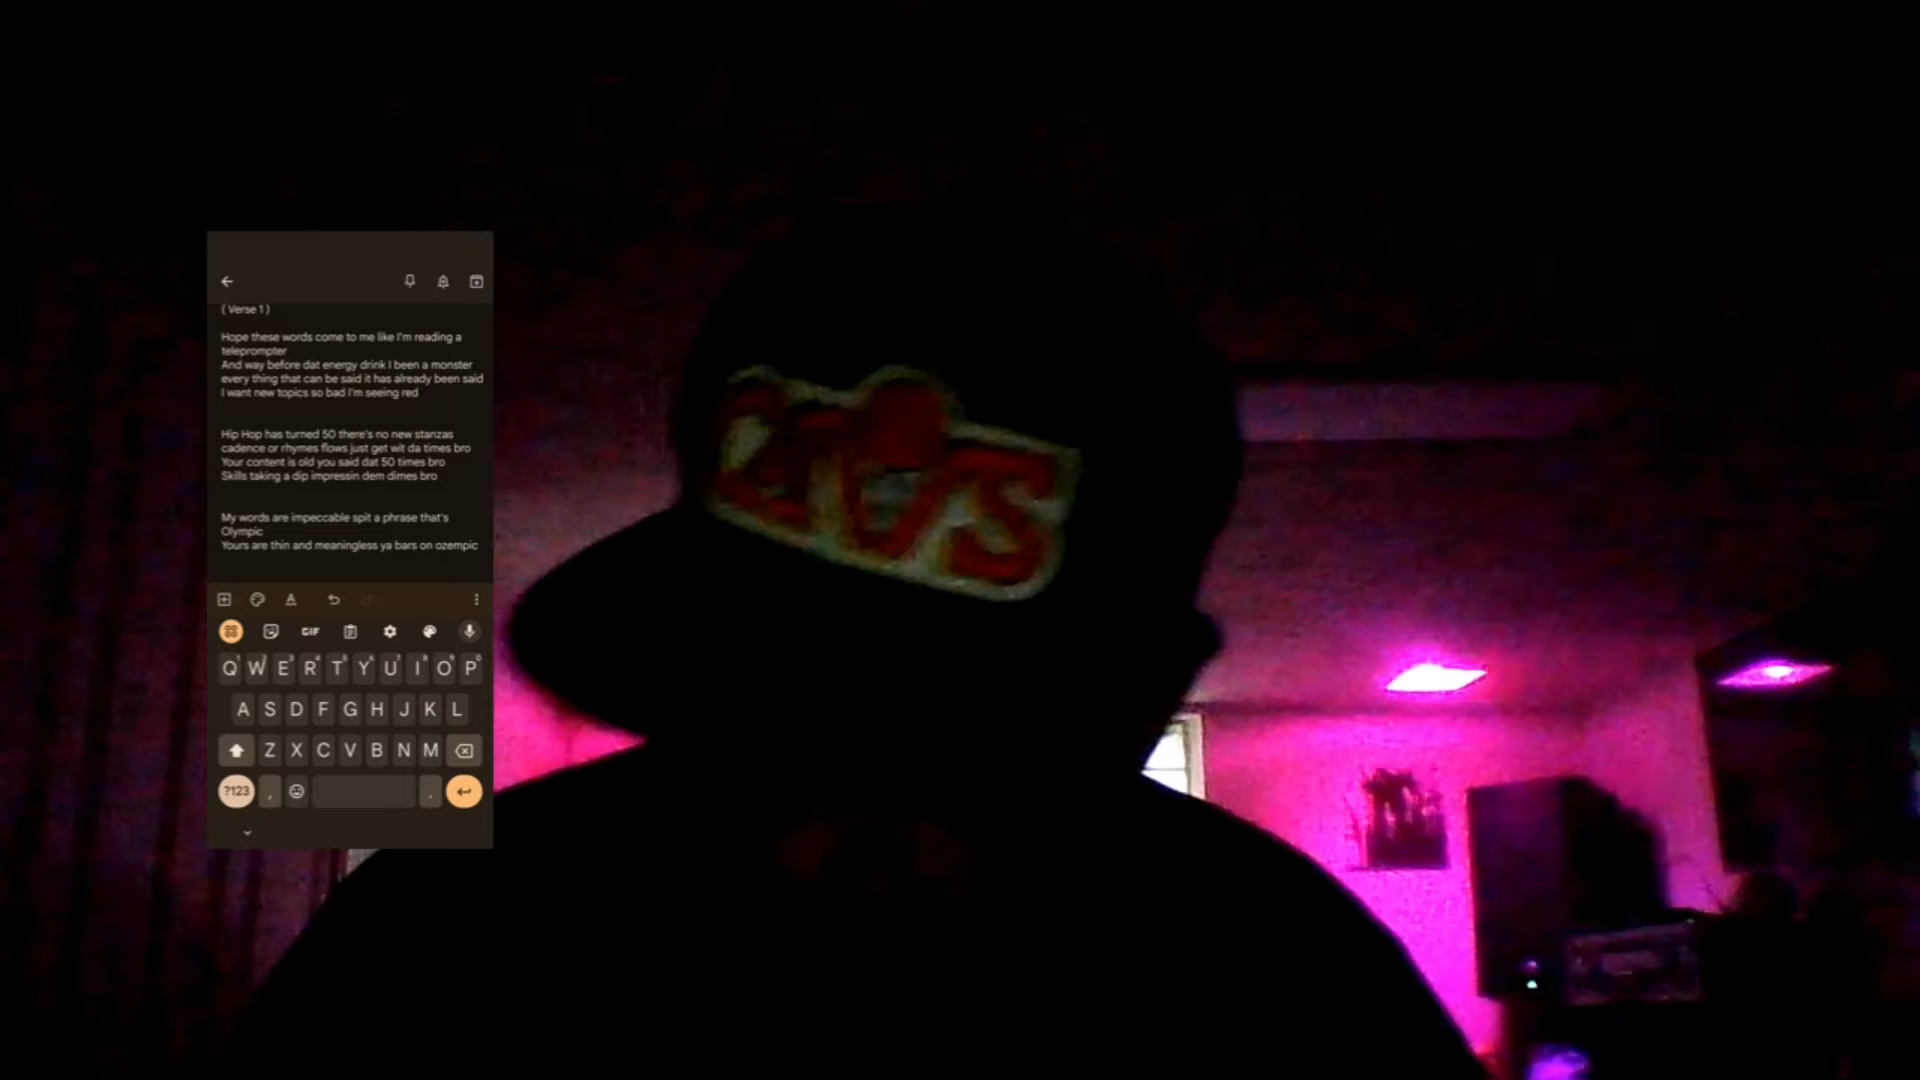 ( Verse 1 )
Hope these words come to me like I'm reading a
teleprompter
And way before dat energy drink I been a monster
every thing that can be said it has already been said
I want new topics so bad I'm seeing red
Hip Hop has turned 50 there's no new stanzas
cadence or rhymes flows just get wit da times bro
Your content is old you said dat 50 times bro
Skills taking a dip impressin dem dimes bro
My words are impeccable spit a phrase that's
Olympic
Yours are thin and meaningless ya bars on ozempic
GIF
Q W E R T Y U I O P
A S D F G H J K L
Z X C V B N M
?123 , .